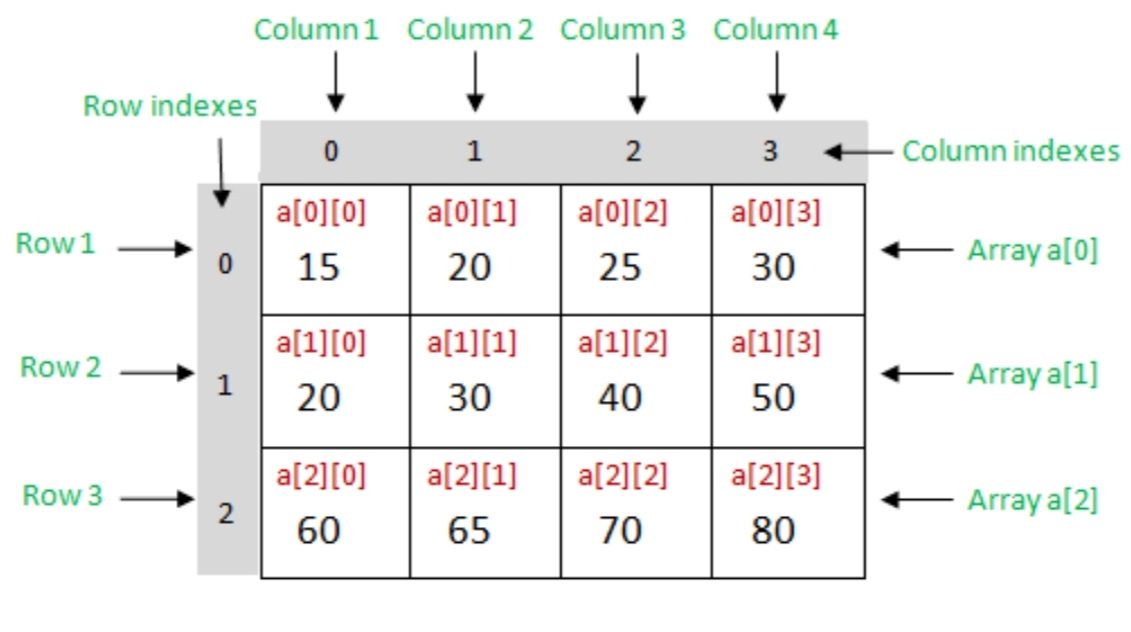 Column 1 Column 2 Column 3 Column 4
Row indexes
0 1 2 3 Column indexes
a[0][0] a[0][1] a[0][2] a[0][3]
Row 1 0 15 20 25 30 Array a[0]
a[1][0] a[1][1] a[1][2] a[1][3]
Row 2 1 20 30 40 50 Array a[1]
a[2][0] a[2][1] a[2][2] a[2][3]
Row 3 2 60 65 70 80 Array a[2]